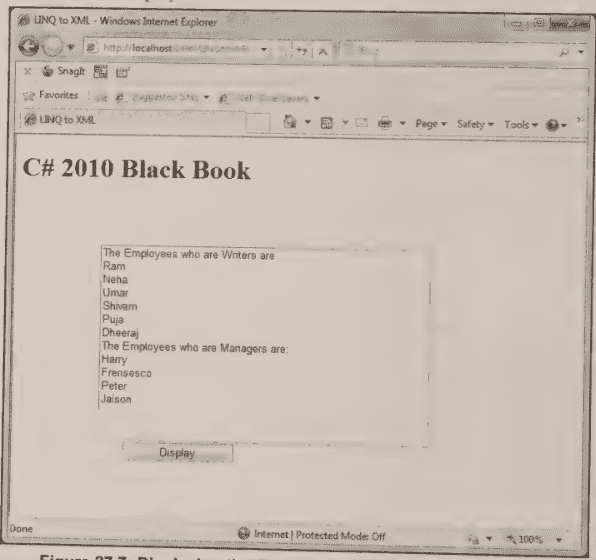 LINQ to XML - Windows Internet Explorer
http://localhost
SnagIt
Favorites
LINQ to XML
Page Safety Tools
C# 2010 Black Book
The Employees who are Writers are
Ram
Neha
Umar
Shivam
Puja
Dheeraj
The Employees who are Managers are:
Harry
Frensesco
Peter
Jaison
Display
Done
Internet | Protected Mode: Off
100%